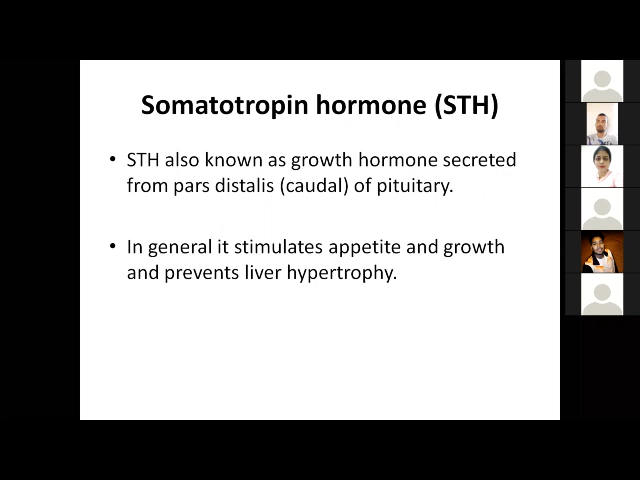 Somatotropin hormone (STH)
• STH also known as growth hormone secreted
from pars distalis (caudal) of pituitary.
• In general it stimulates appetite and growth
and prevents liver hypertrophy.